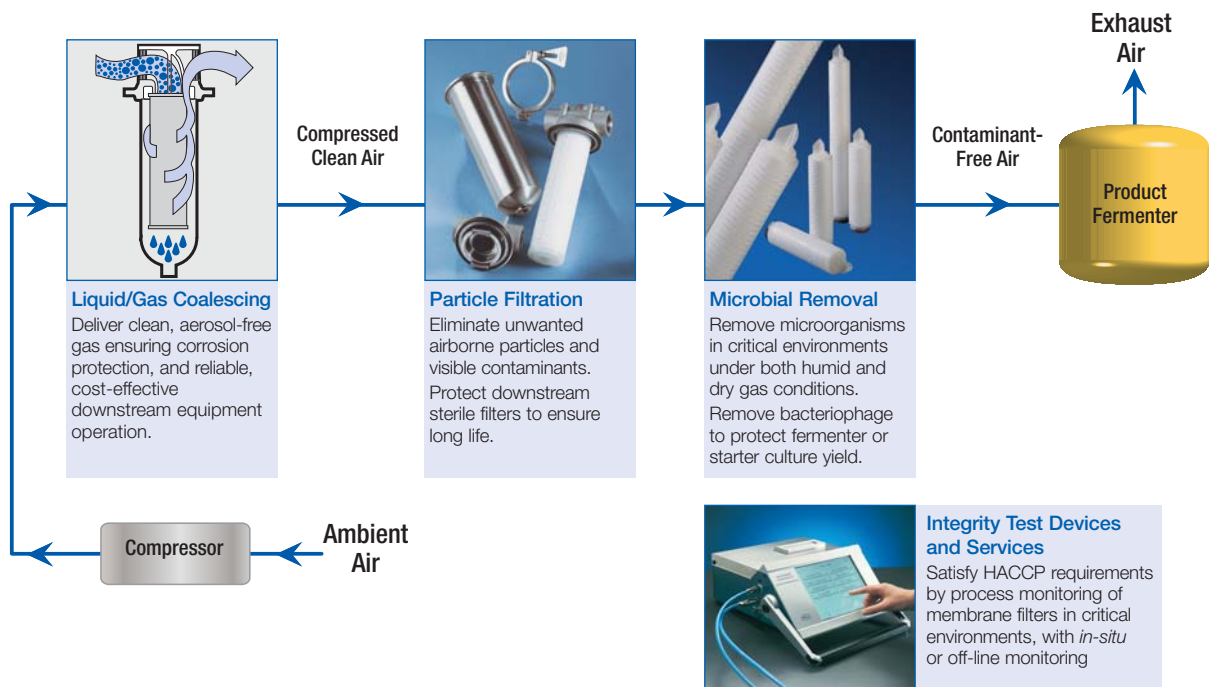 Exhaust
Air
Compressed
Clean Air
Contaminant-
Free Air
Product
Fermenter
Liquid/Gas Coalescing
Deliver clean, aerosol-free
gas ensuring corrosion
protection, and reliable,
cost-effective
downstream equipment
operation.
Particle Filtration
Eliminate unwanted
airborne particles and
visible contaminants.
Protect downstream
sterile filters to ensure
long life.
Microbial Removal
Remove microorganisms
in critical environments
under both humid and
dry gas conditions.
Remove bacteriophage
to protect fermenter or
starter culture yield.
Compressor
Ambient
Air
Integrity Test Devices
and Services
Satisfy HACCP requirements
by process monitoring of
membrane filters in critical
environments, with in-situ
or off-line monitoring